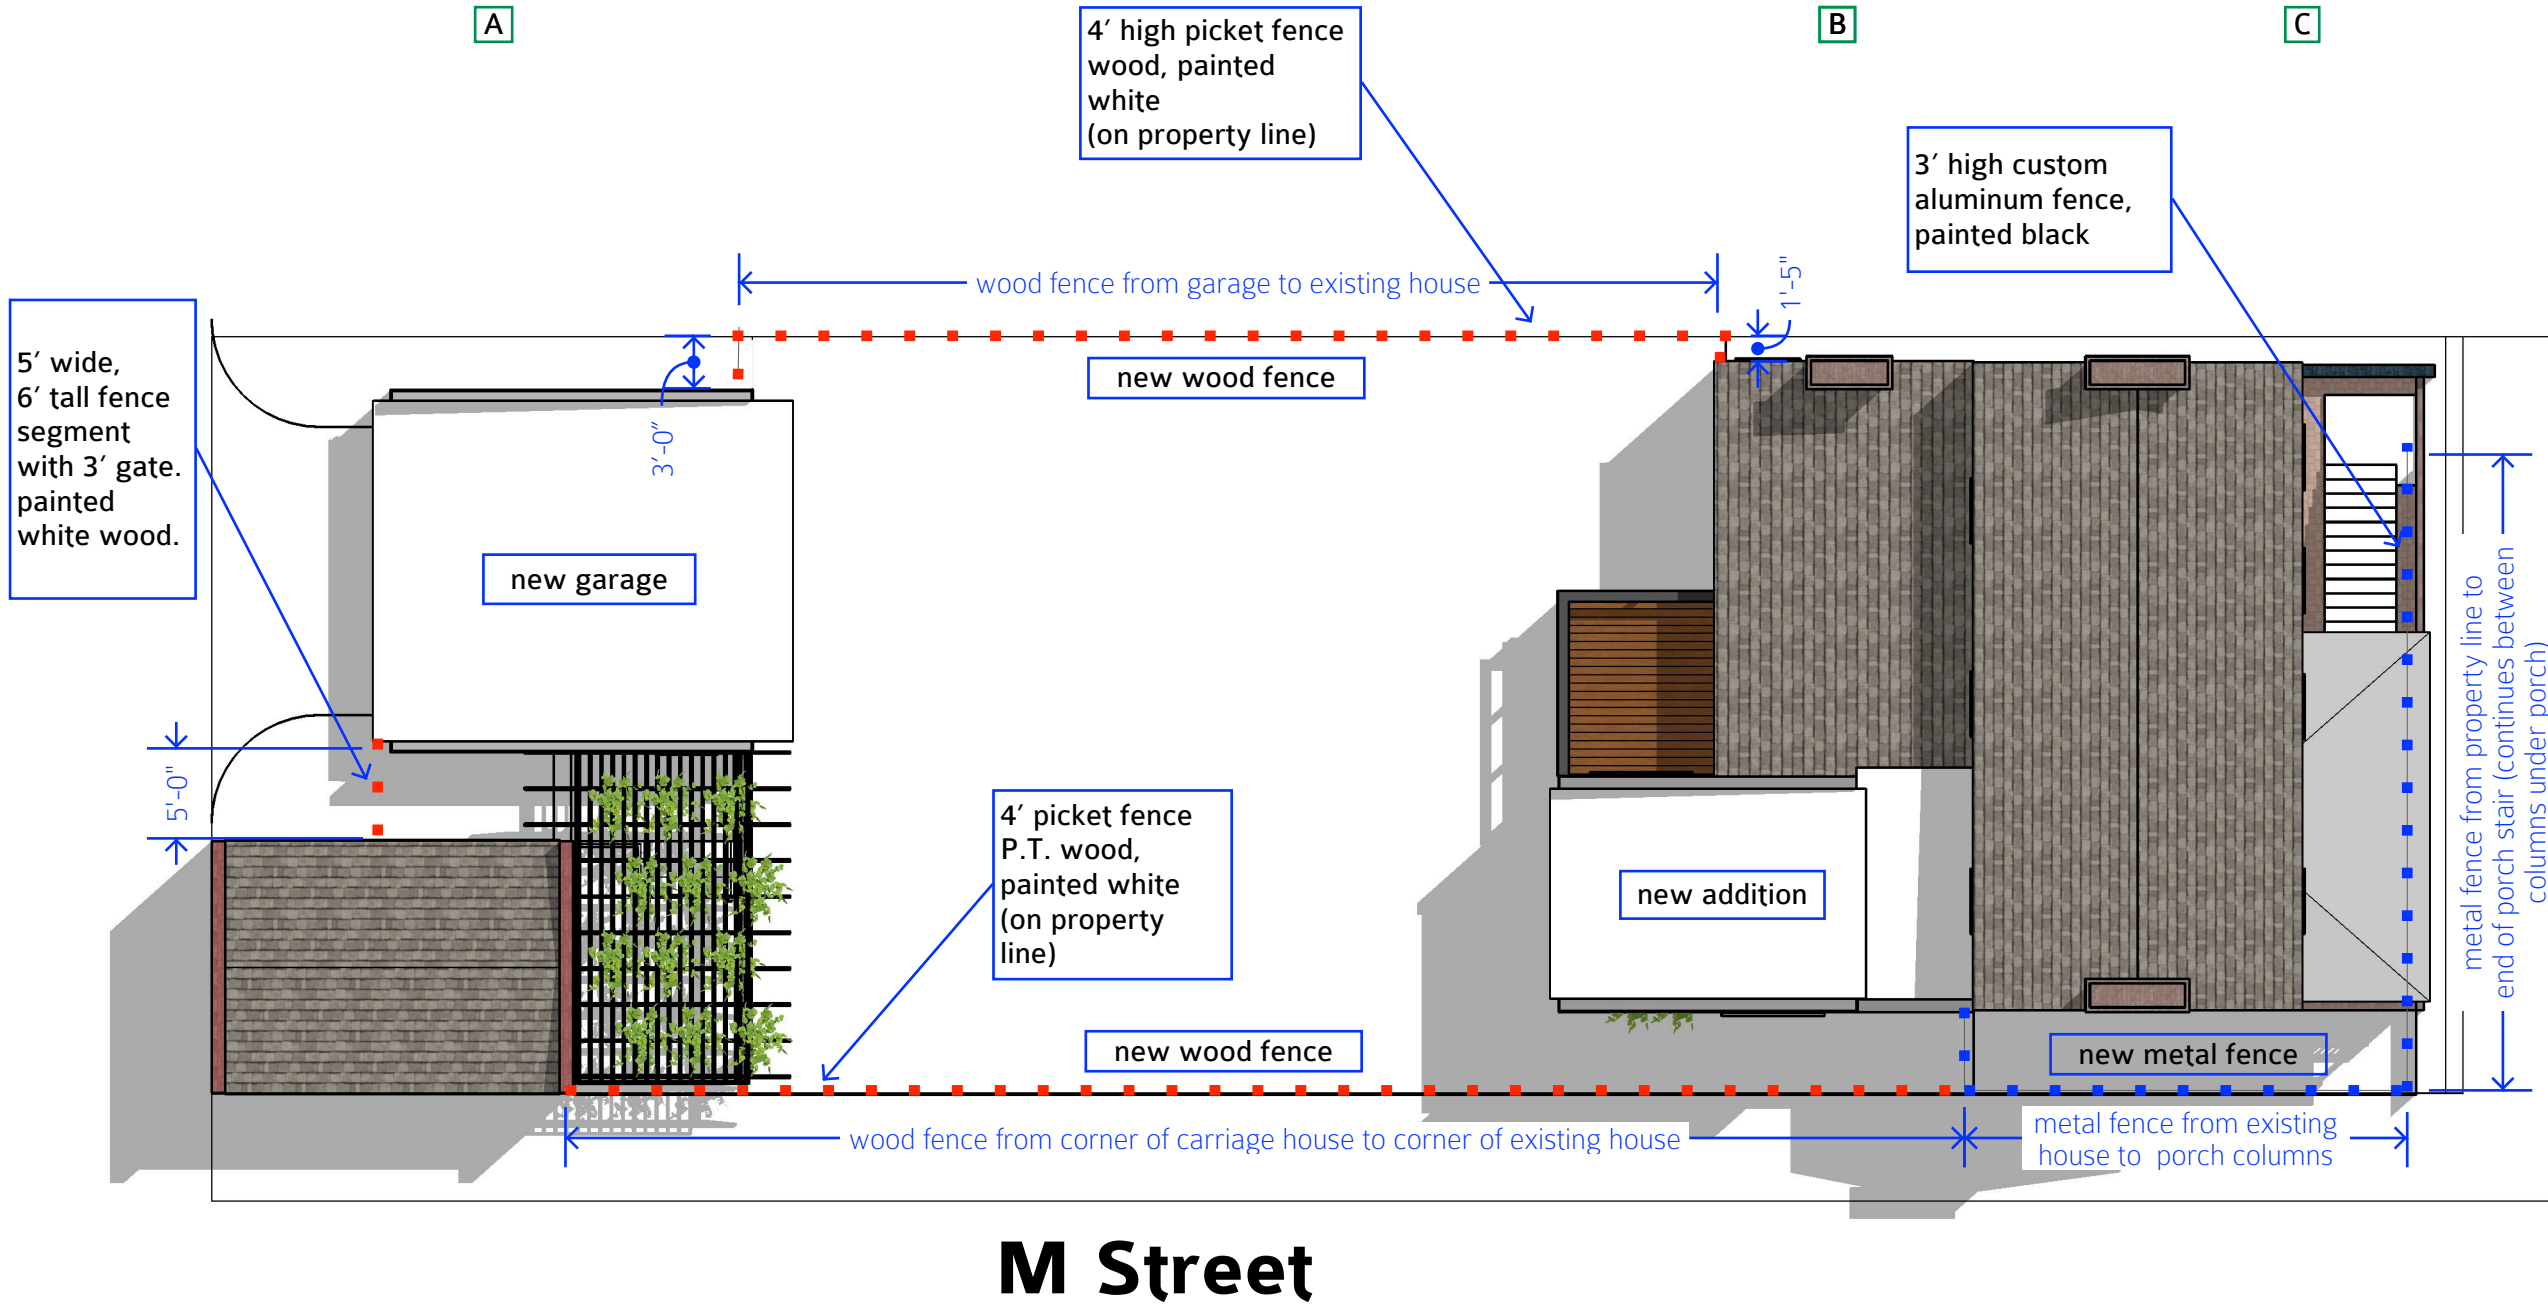 A
B
C
4′ high picket fence
wood, painted
white
(on property line)
3′ high custom
aluminum fence,
painted black
wood fence from garage to existing house
1'-5"
5′ wide,
6′ tall fence
segment
with 3′ gate.
painted
white wood.
new wood fence
3′-0″
new garage
metal fence from property line to
end of porch stair (continues between
columns under porch)
5'-0"
4′ picket fence
P.T. wood,
painted white
(on property
line)
new addition
new wood fence
new metal fence
wood fence from corner of carriage house to corner of existing house
metal fence from existing
house to porch columns
M Street